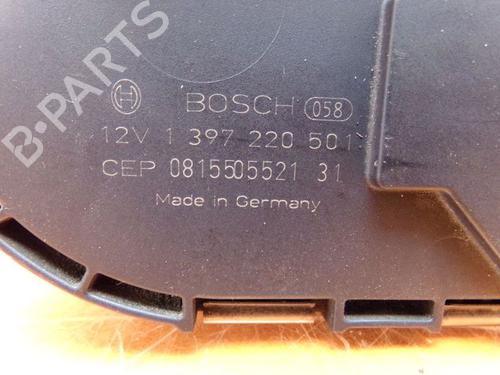 BOSCH 058
12V 1 397 220 501
CEP 0815505521 31
Made in Germany
B-PARTS